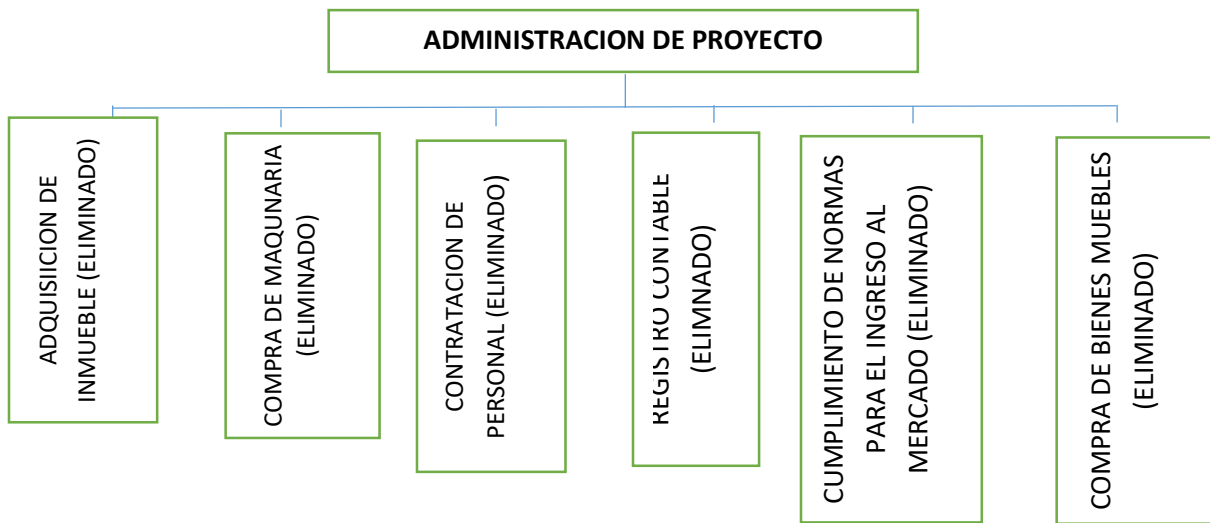 ADMINISTRACION DE PROYECTO
ADQUISIICION DE
INMUEBLE (ELIMINADO)
COMPRA DE MAQUNARIA
(ELIMINADO)
CONTRATACION DE
PERSONAL (ELIMINADO)
REGISTRO CONTABLE
(ELIMNADO)
CUMPLIMIENTO DE NORMAS
PARA EL INGRESO AL
MERCADO (ELIMINADO)
COMPRA DE BIENES MUEBLES
(ELIMINADO)